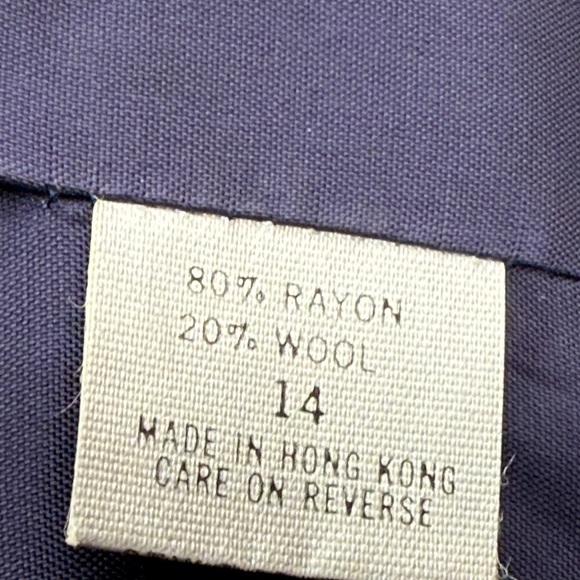 80% RAYON
20% WOOL
14
MADE IN HONG KONG
CARE ON REVERSE